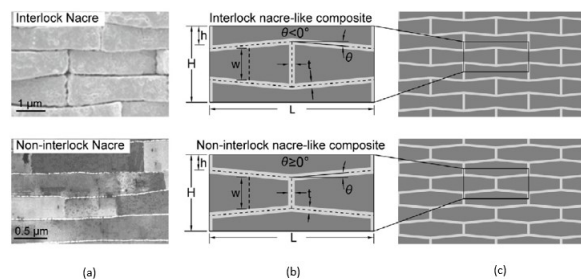 Interlock Nacre
1 μm
Interlock nacre-like composite
h
H
w
θ<0°
t
θ
L
Non-interlock Nacre
0.5 μm
Non-interlock nacre-like composite
h
H
w
θ≥0°
t
θ
L
(a)
(b)
(c)